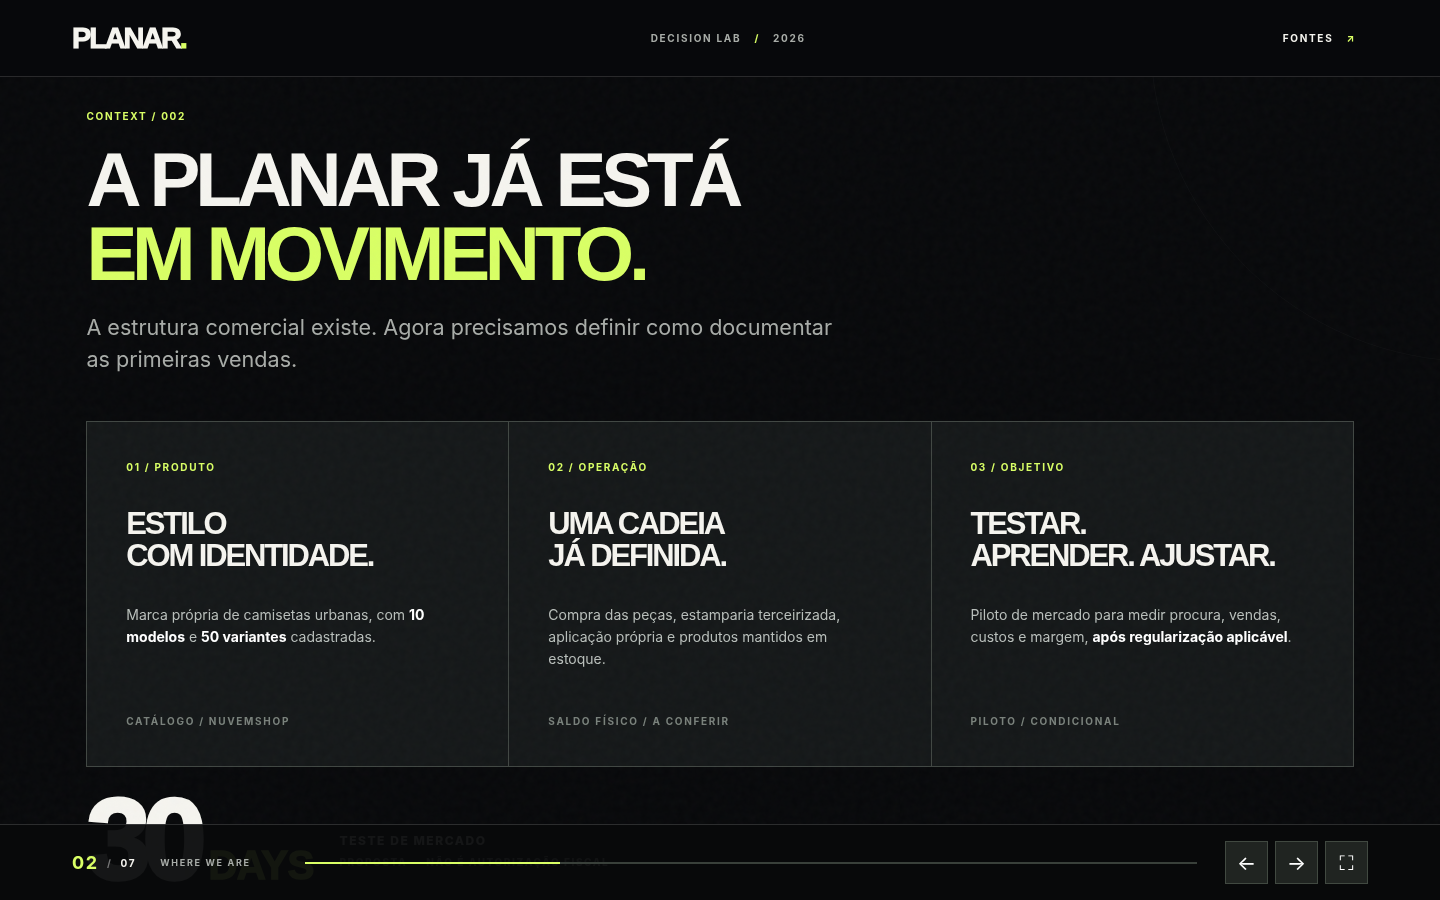 PLANAR.
DECISION LAB / 2026
FONTES
CONTEXT / 002
A PLANAR JÁ ESTÁ
EM MOVIMENTO.
A estrutura comercial existe. Agora precisamos definir como documentar
as primeiras vendas.
01 / PRODUTO
ESTILO
COM IDENTIDADE.
Marca própria de camisetas urbanas, com 10
modelos e 50 variantes cadastradas.
CATÁLOGO / NUVEMSHOP
02 / OPERAÇÃO
UMA CADEIA
JÁ DEFINIDA.
Compra das peças, estamparia terceirizada,
aplicação própria e produtos mantidos em
estoque.
SALDO FÍSICO / A CONFERIR
03 / OBJETIVO
TESTAR.
APRENDER. AJUSTAR.
Piloto de mercado para medir procura, vendas,
custos e margem, após regularização aplicável.
PILOTO / CONDICIONAL
30 DAYS
TESTE DE MERCADO
02 / 07 WHERE WE ARE